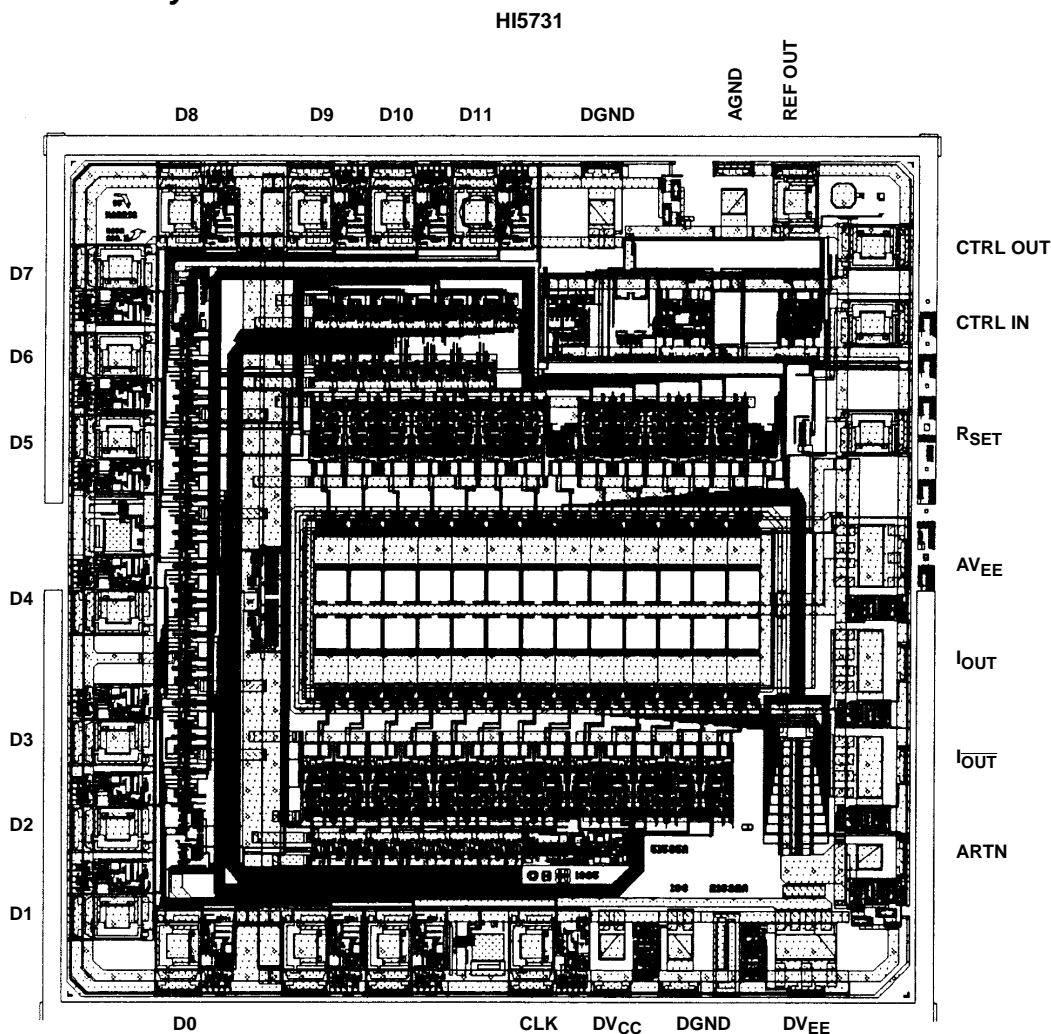 HI5731
D8
D9
D10
D11
DGND
AGND
REF OUT
D7
CTRL OUT
D6
CTRL IN
D5
RSET
D4
AVEE
IOUT
D3
IOUT
D2
ARTN
D1
D0
CLK
DVCC
DGND
DVEE